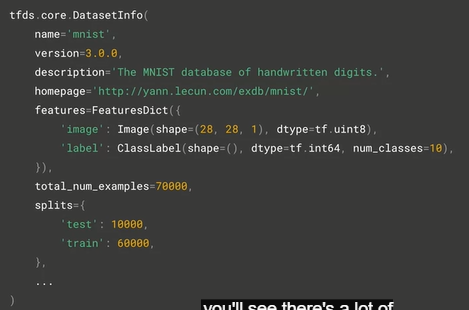 tfds.core.DatasetInfo(
    name='mnist',
    version=3.0.0,
    description='The MNIST database of handwritten digits.',
    homepage='http://yann.lecun.com/exdb/mnist/',
    features=FeaturesDict({
        'image': Image(shape=(28, 28, 1), dtype=tf.uint8),
        'label': ClassLabel(shape=(), dtype=tf.int64, num_classes=10),
    }),
    total_num_examples=70000,
    splits={
        'test': 10000,
        'train': 60000,
    },
    ...
)
you'll see there's a lot of